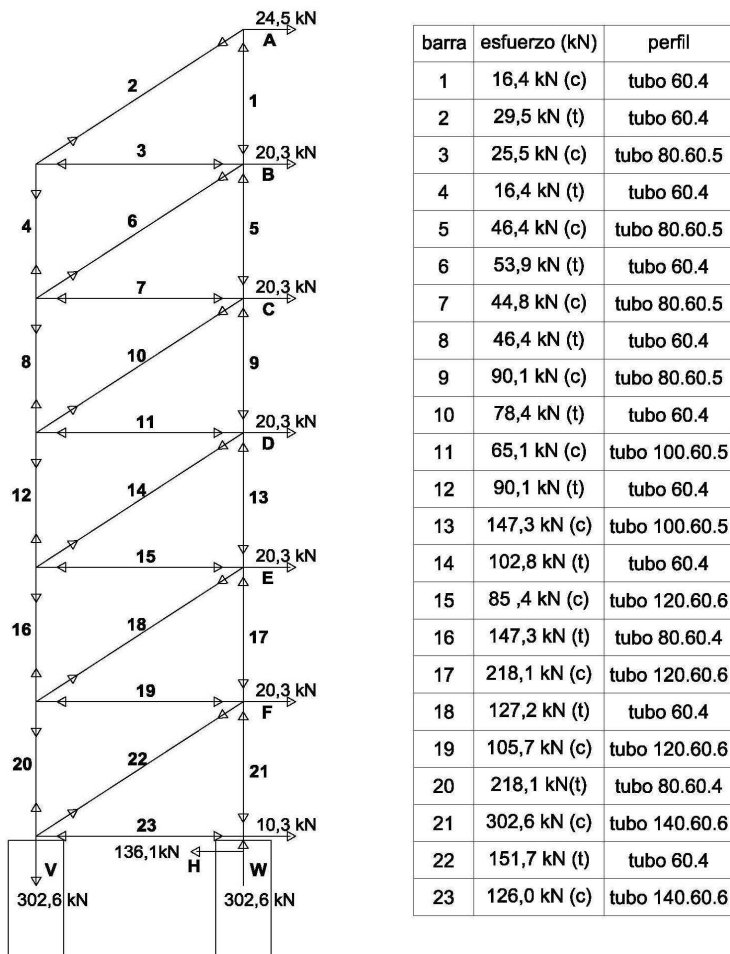 24,5 kN
A
2
1
3
20,3 kN
B
4
6
5
7
20,3 kN
C
8
10
9
11
20,3 kN
D
12
14
13
15
20,3 kN
E
16
18
17
19
20,3 kN
F
20
22
21
23
10,3 kN
136,1kN
H
V
W
302,6 kN
302,6 kN
barra esfuerzo (kN) perfil
1 16,4 kN (c) tubo 60.4
2 29,5 kN (t) tubo 60.4
3 25,5 kN (c) tubo 80.60.5
4 16,4 kN (t) tubo 60.4
5 46,4 kN (c) tubo 80.60.5
6 53,9 kN (t) tubo 60.4
7 44,8 kN (c) tubo 80.60.5
8 46,4 kN (t) tubo 60.4
9 90,1 kN (c) tubo 80.60.5
10 78,4 kN (t) tubo 60.4
11 65,1 kN (c) tubo 100.60.5
12 90,1 kN (t) tubo 60.4
13 147,3 kN (c) tubo 100.60.5
14 102,8 kN (t) tubo 60.4
15 85 ,4 kN (c) tubo 120.60.6
16 147,3 kN (t) tubo 80.60.4
17 218,1 kN (c) tubo 120.60.6
18 127,2 kN (t) tubo 60.4
19 105,7 kN (c) tubo 120.60.6
20 218,1 kN(t) tubo 80.60.4
21 302,6 kN (c) tubo 140.60.6
22 151,7 kN (t) tubo 60.4
23 126,0 kN (c) tubo 140.60.6